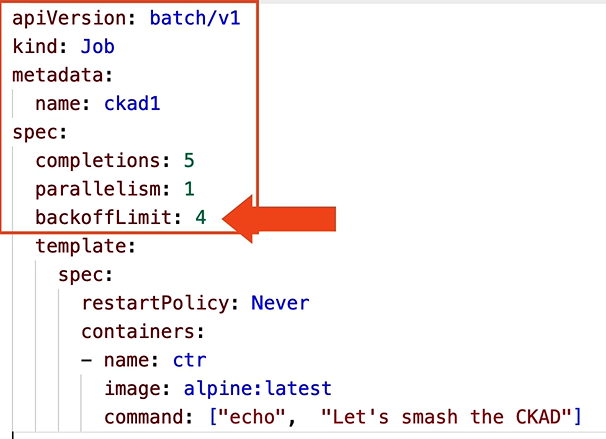 apiVersion: batch/v1
kind: Job
metadata:
  name: ckad1
spec:
  completions: 5
  parallelism: 1
  backoffLimit: 4
  template:
    spec:
      restartPolicy: Never
      containers:
      - name: ctr
        image: alpine:latest
        command: ["echo",  "Let's smash the CKAD"]